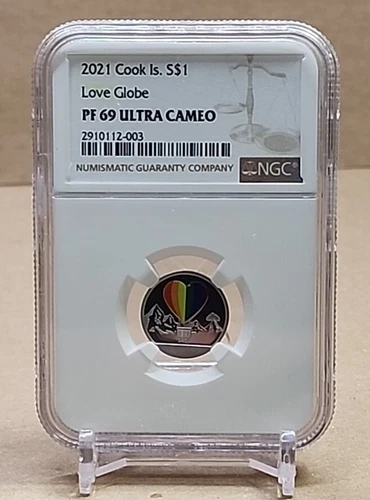 2021 Cook Is. S$1
Love Globe
PF 69 ULTRA CAMEO
2910112-003
NUMISMATIC GUARANTY COMPANY
NGC®